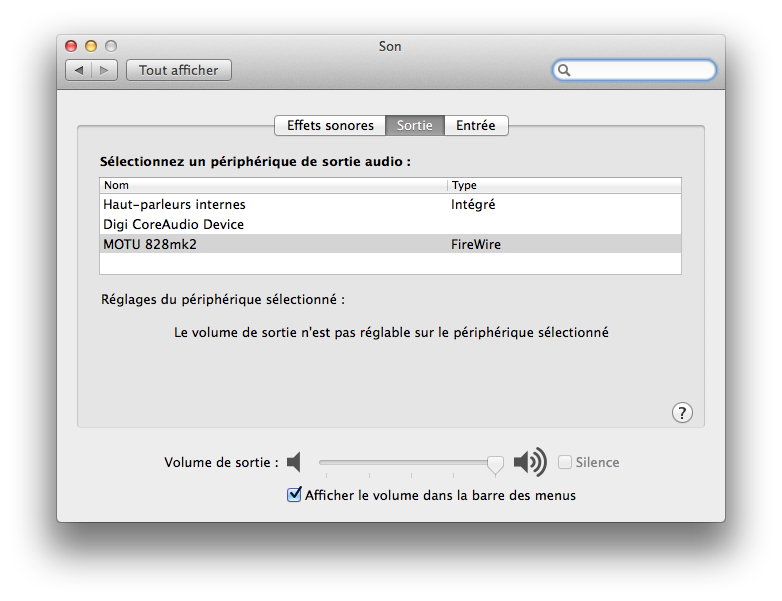 Son
Tout afficher
Effets sonores Sortie Entrée
Sélectionnez un périphérique de sortie audio :
Nom Type
Haut-parleurs internes Intégré
Digi CoreAudio Device
MOTU 828mk2 FireWire
Réglages du périphérique sélectionné :
Le volume de sortie n'est pas réglable sur le périphérique sélectionné
?
Volume de sortie : Silence
Afficher le volume dans la barre des menus